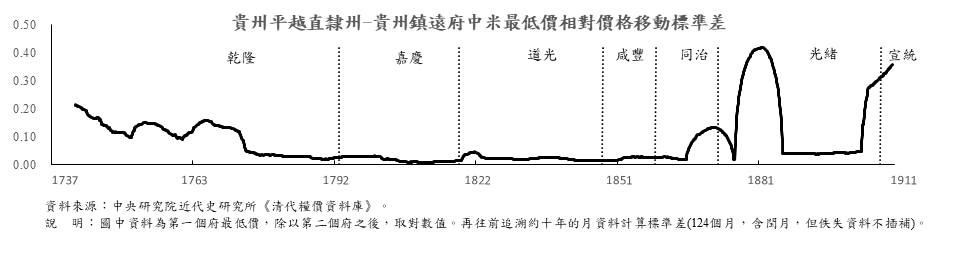 貴州平越直隸州-貴州鎮遠府中米最低價相對價格移動標準差
0.50
0.40
0.30
0.20
0.10
0.00
乾隆 嘉慶 道光 咸豐 同治 光緒 宣統
1737 1763 1792 1822 1851 1881 1911
資料來源：中央研究院近代史研究所《清代糧價資料庫》。
說　明：圖中資料為第一個府最低價，除以第二個府之後，取對數值。再往前追溯約十年的月資料計算標準差(124個月，含閏月，但佚失資料不插補)。